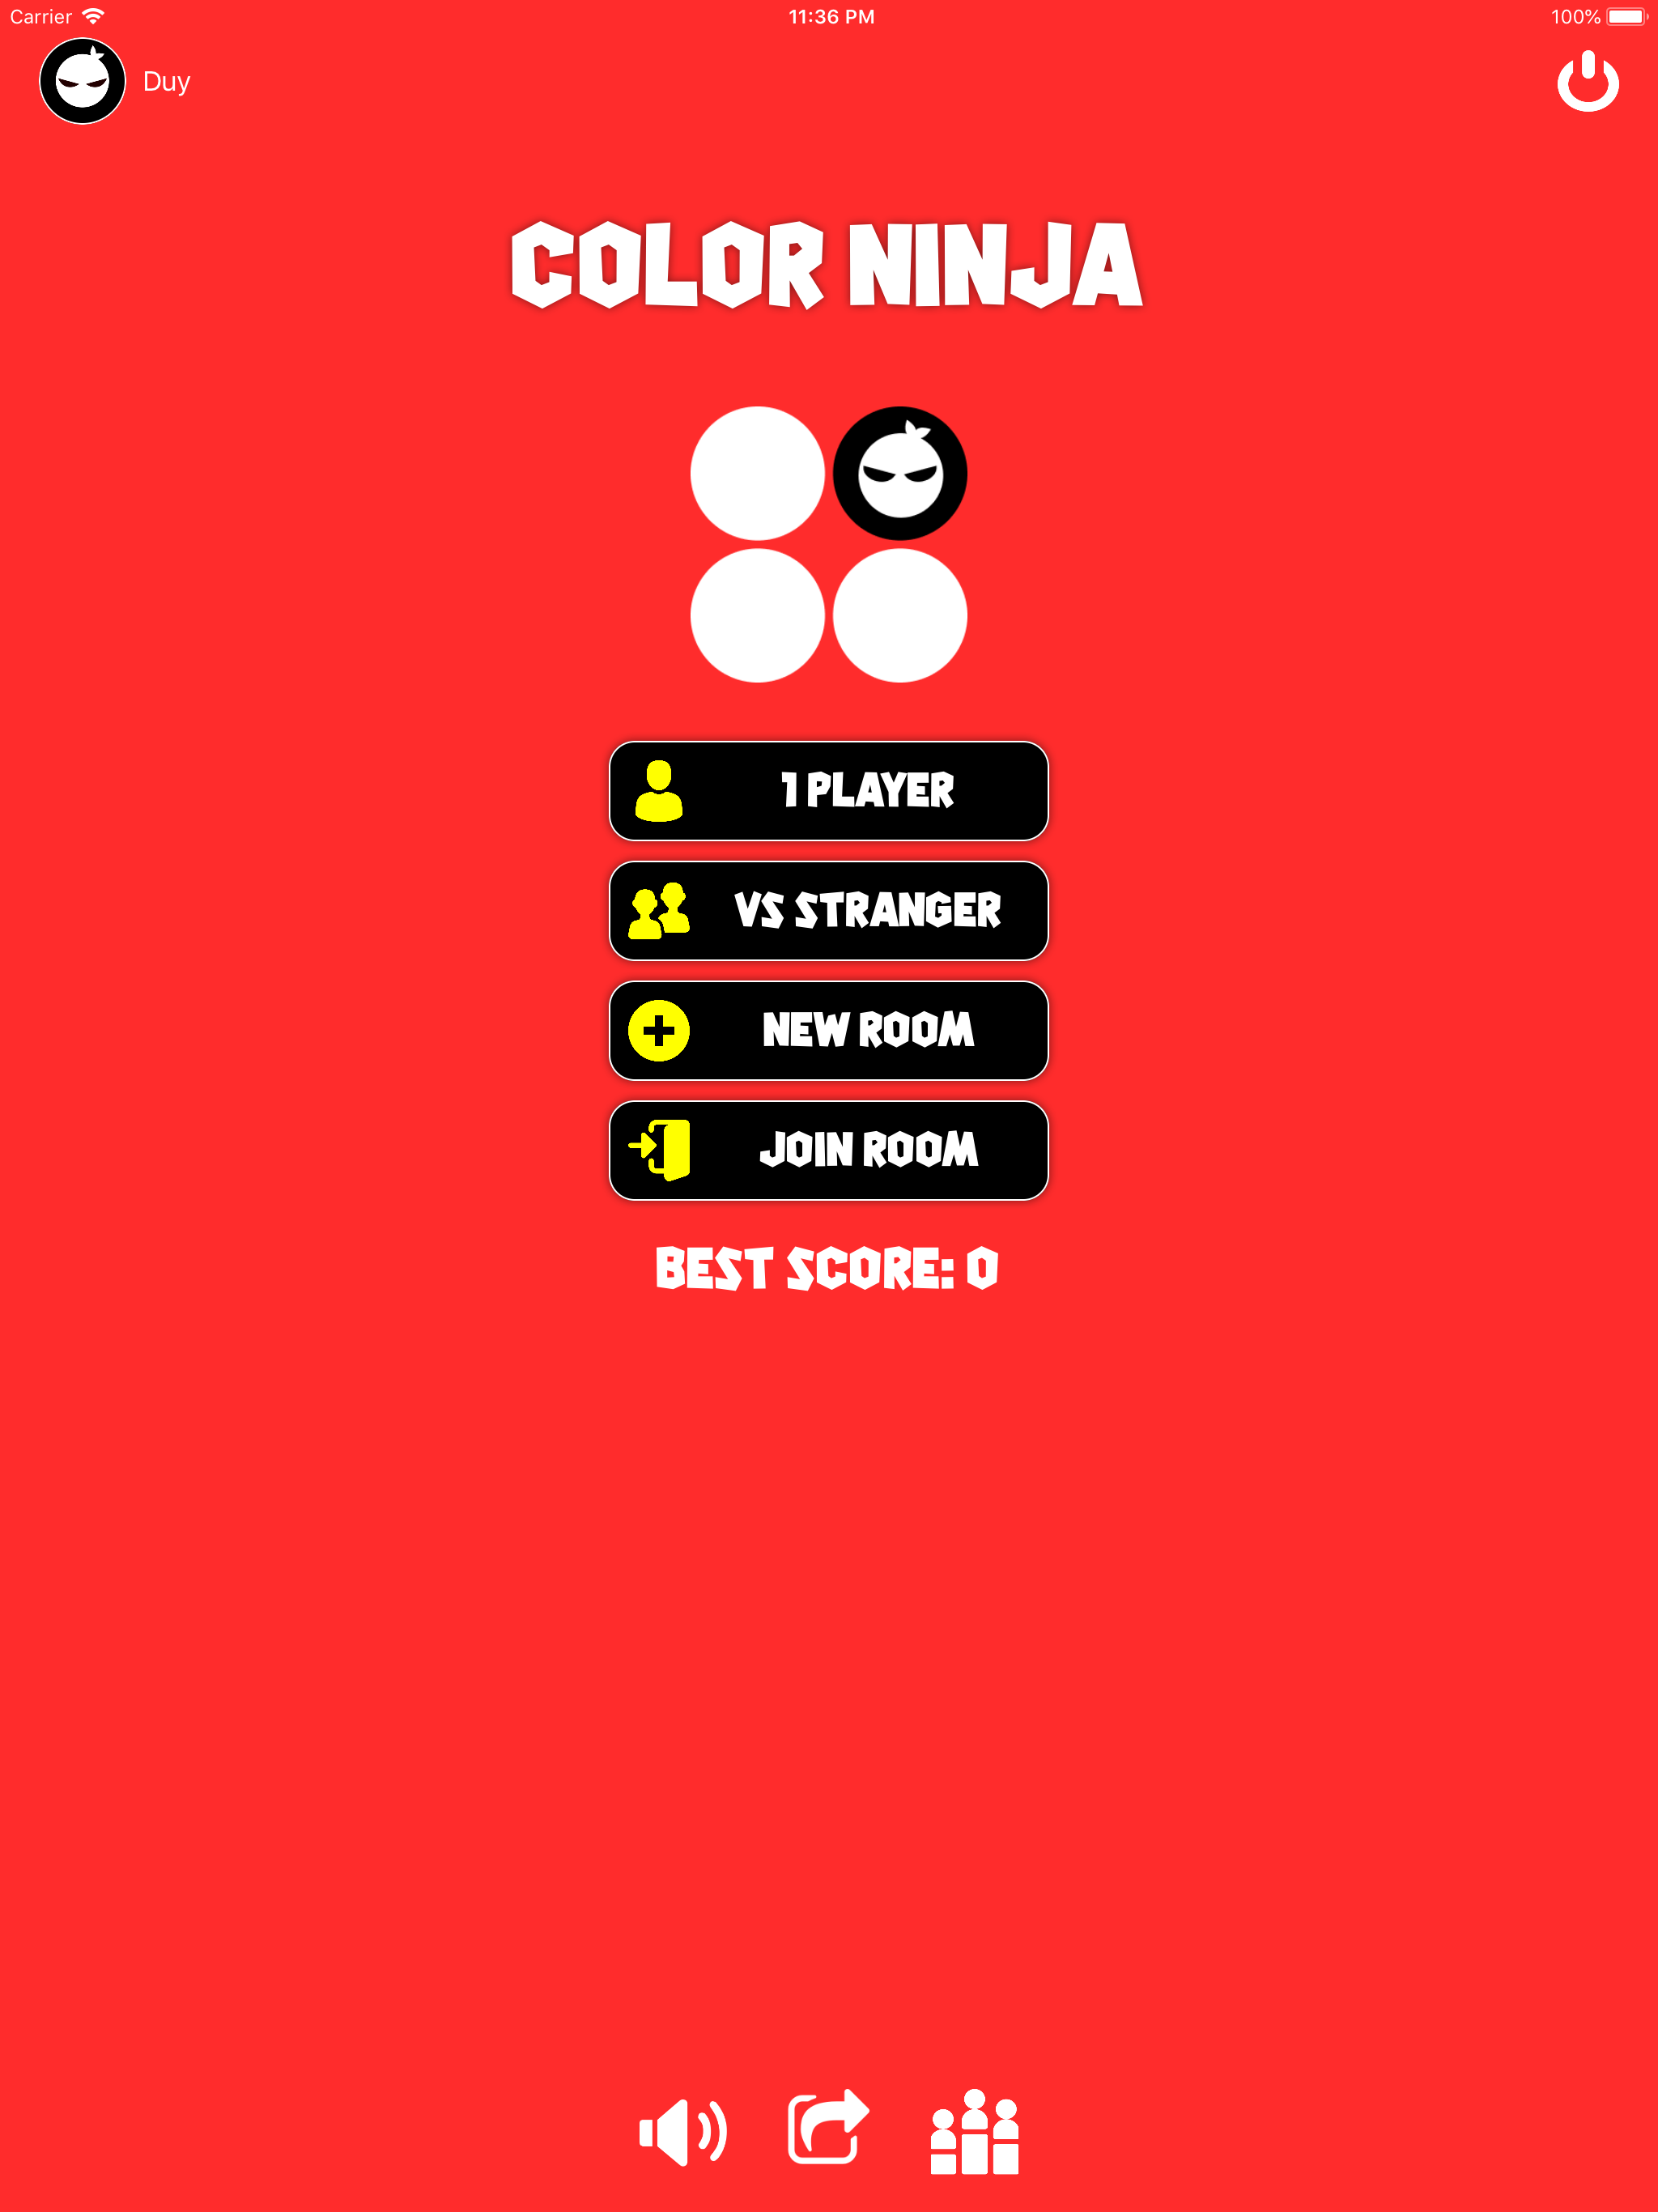 Carrier 11:36 PM 100%
Duy
COLOR NINJA
1 PLAYER
VS STRANGER
NEW ROOM
JOIN ROOM
BEST SCORE: 0